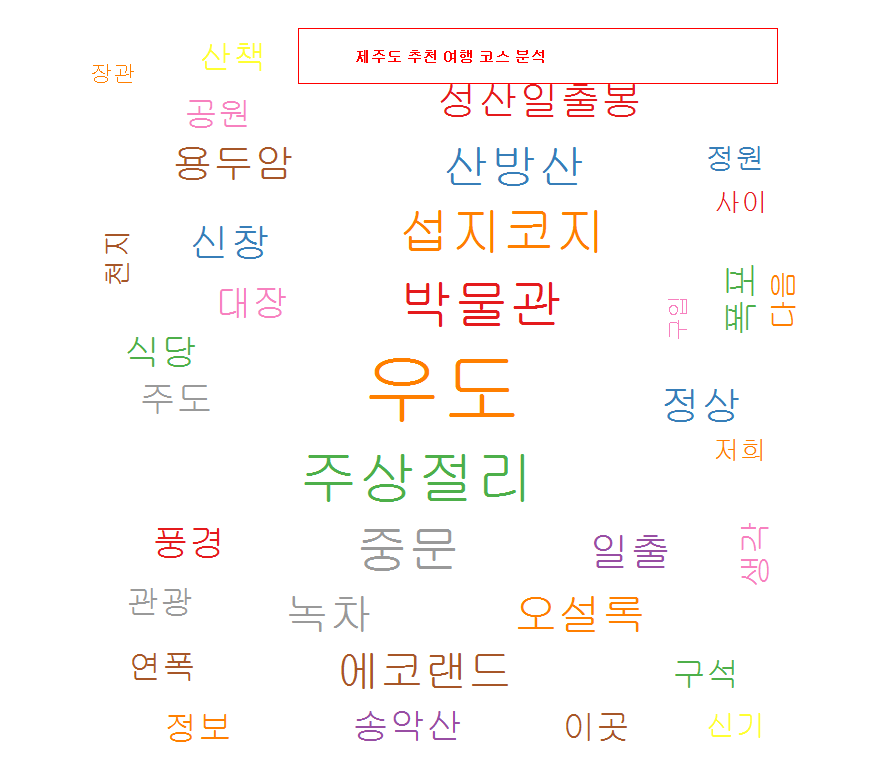 제주도 추천 여행 코스 분석
산책
장관
공원
성산일출봉
용두암
산방산
정원
사이
섭지코지
신창
천지
대장
박물관
구입
폭포
다음
식당
주도
우도
정상
저희
주상절리
풍경
중문
일출
생각
관광
녹차
오설록
연폭
에코랜드
구석
정보
송악산
이곳
신기